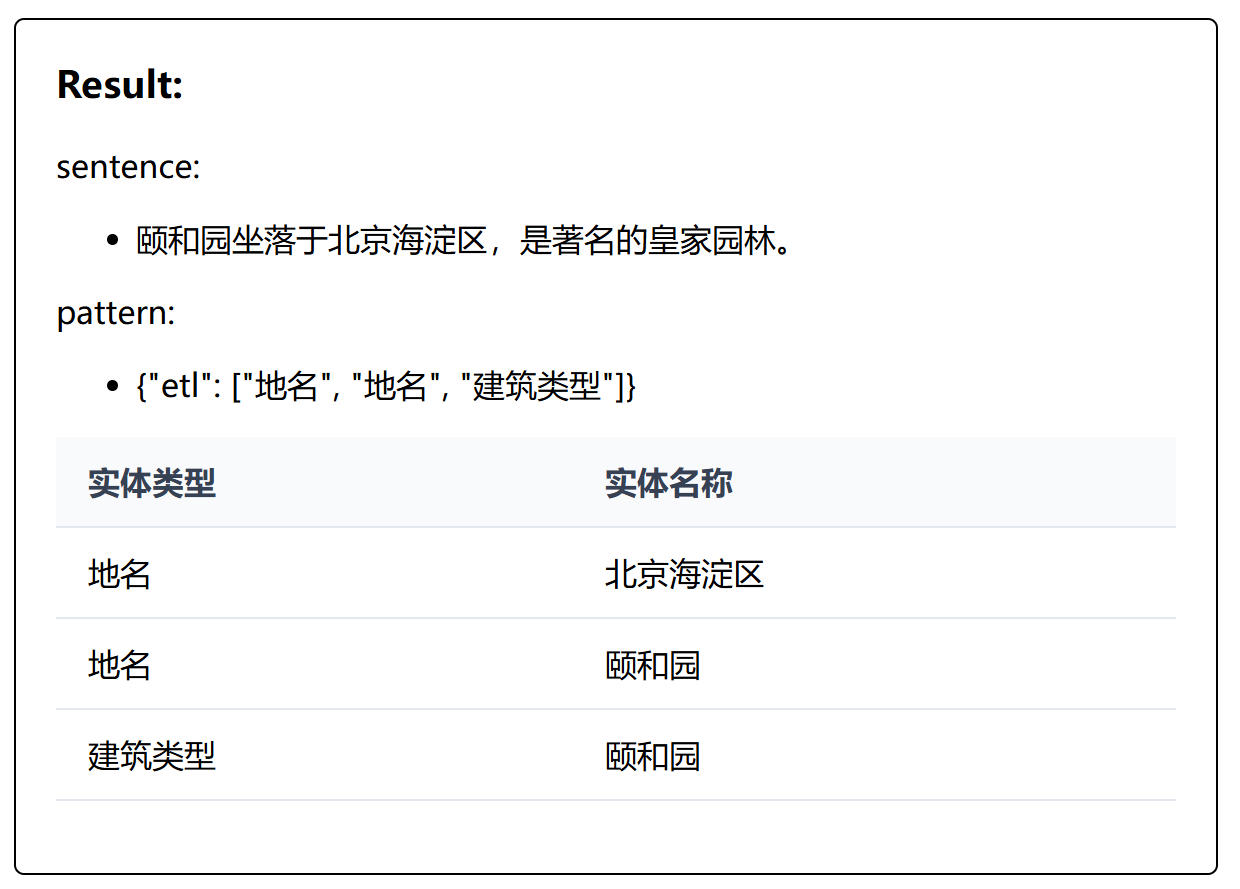 Result:
sentence:
• 颐和园坐落于北京海淀区，是著名的皇家园林。
pattern:
• {"etl": ["地名", "地名", "建筑类型"]}
实体类型 实体名称
地名 北京海淀区
地名 颐和园
建筑类型 颐和园